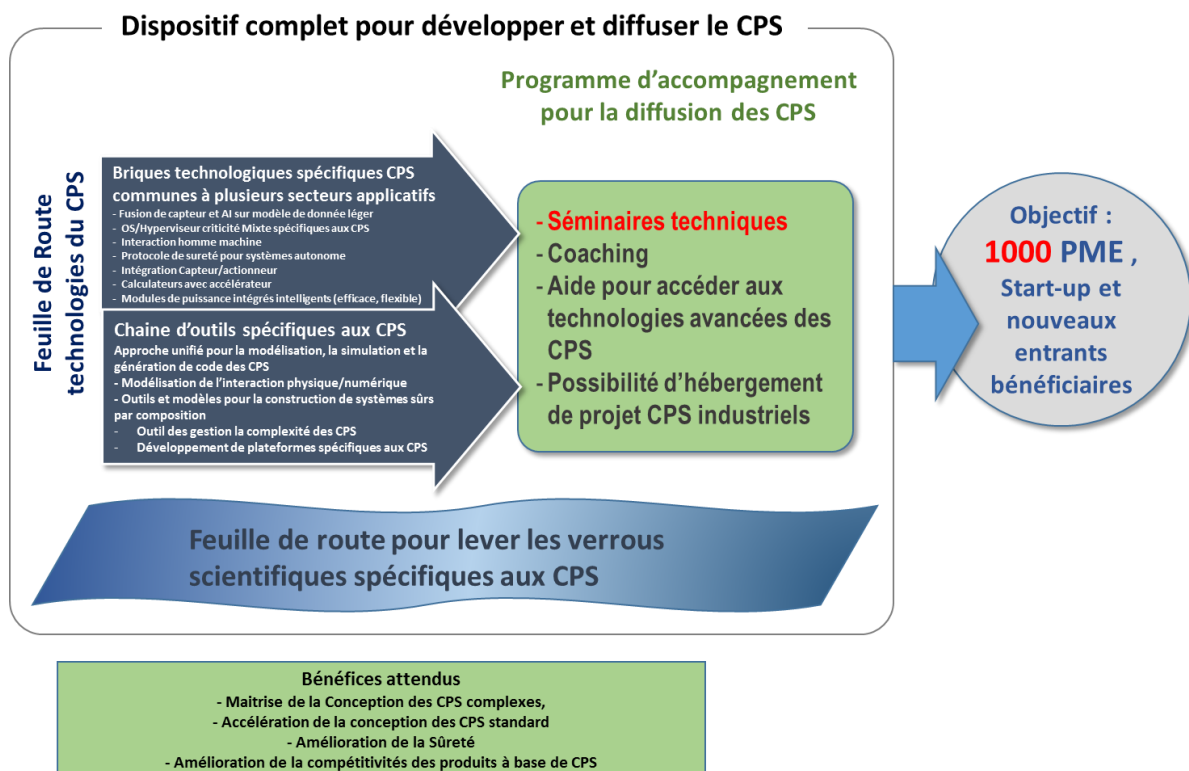 Dispositif complet pour développer et diffuser le CPS
Programme d'accompagnement
pour la diffusion des CPS
Feuille de Route
technologies du CPS
Briques technologiques spécifiques CPS
communes à plusieurs secteurs applicatifs
- Fusion de capteur et AI sur modèle de donnée léger
- OS/Hyperviseur criticité Mixte spécifiques aux CPS
- Interaction homme machine
- Protocole de sureté pour systèmes autonome
- Intégration Capteur/actionneur
- Calculateurs avec accélérateur
- Modules de puissance intégrés intelligents (efficace, flexible)
Chaine d'outils spécifiques aux CPS
Approche unifié pour la modélisation, la simulation et la
génération de code des CPS
- Modélisation de l'interaction physique/numérique
- Outils et modèles pour la construction de systèmes sûrs
par composition
- Outil des gestion la complexité des CPS
- Développement de plateformes spécifiques aux CPS
- Séminaires techniques
- Coaching
- Aide pour accéder aux
technologies avancées des
CPS
- Possibilité d'hébergement
de projet CPS industriels
Objectif :
1000 PME ,
Start-up et
nouveaux
entrants
bénéficiaires
Feuille de route pour lever les verrous
scientifiques spécifiques aux CPS
Bénéfices attendus
- Maitrise de la Conception des CPS complexes,
- Accélération de la conception des CPS standard
- Amélioration de la Sûreté
- Amélioration de la compétitivités des produits à base de CPS